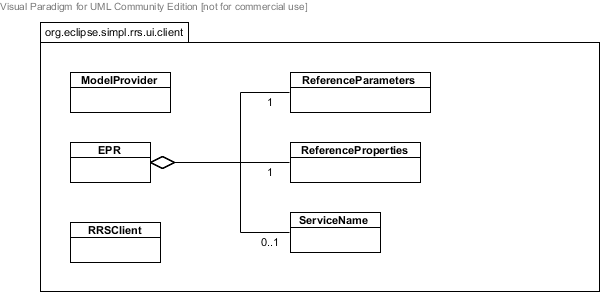 Visual Paradigm for UML Community Edition [not for commercial use]
org.eclipse.simpl.rrs.ui.client
ModelProvider
ReferenceParameters
1
EPR
ReferenceProperties
1
ServiceName
RRSClient
0..1